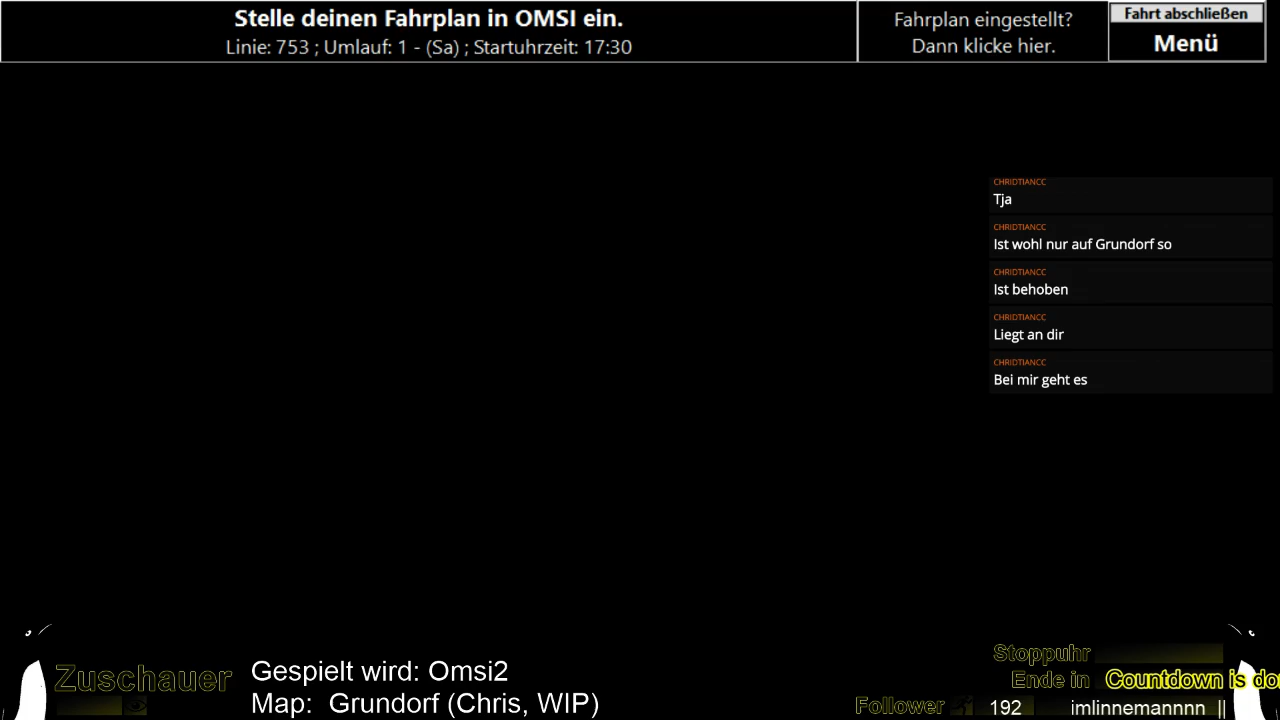 Stelle deinen Fahrplan in OMSI ein.
Linie: 753 ; Umlauf: 1 - (Sa) ; Startuhrzeit: 17:30
Fahrplan eingestellt?
Dann klicke hier.
Fahrt abschließen
Menü
CHRIDTIANCC
Tja
CHRIDTIANCC
Ist wohl nur auf Grundorf so
CHRIDTIANCC
Ist behoben
CHRIDTIANCC
Liegt an dir
CHRIDTIANCC
Bei mir geht es
Zuschauer
Gespielt wird: Omsi2
Map: Grundorf (Chris, WIP)
Stoppuhr
Ende in Countdown is do
Follower 192 imlinnemannnn ||